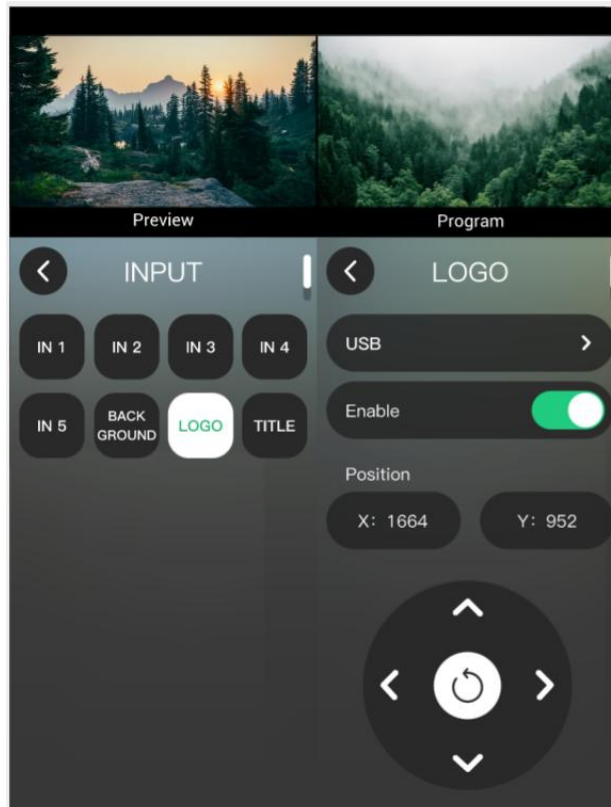 Preview
Program
INPUT
LOGO
IN 1
IN 2
IN 3
IN 4
IN 5
BACK
GROUND
LOGO
TITLE
USB
Enable
Position
X: 1664
Y: 952